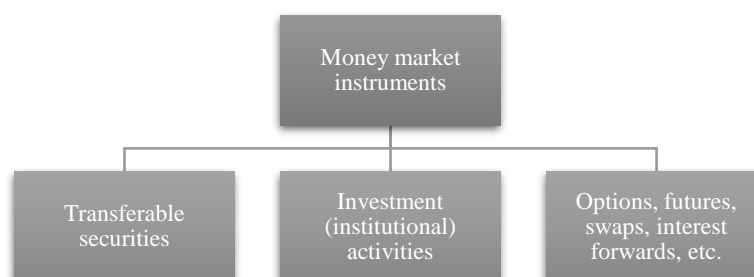 Money market
instruments
Transferable
securities
Investment
(institutional)
activities
Options, futures,
swaps, interest
forwards, etc.